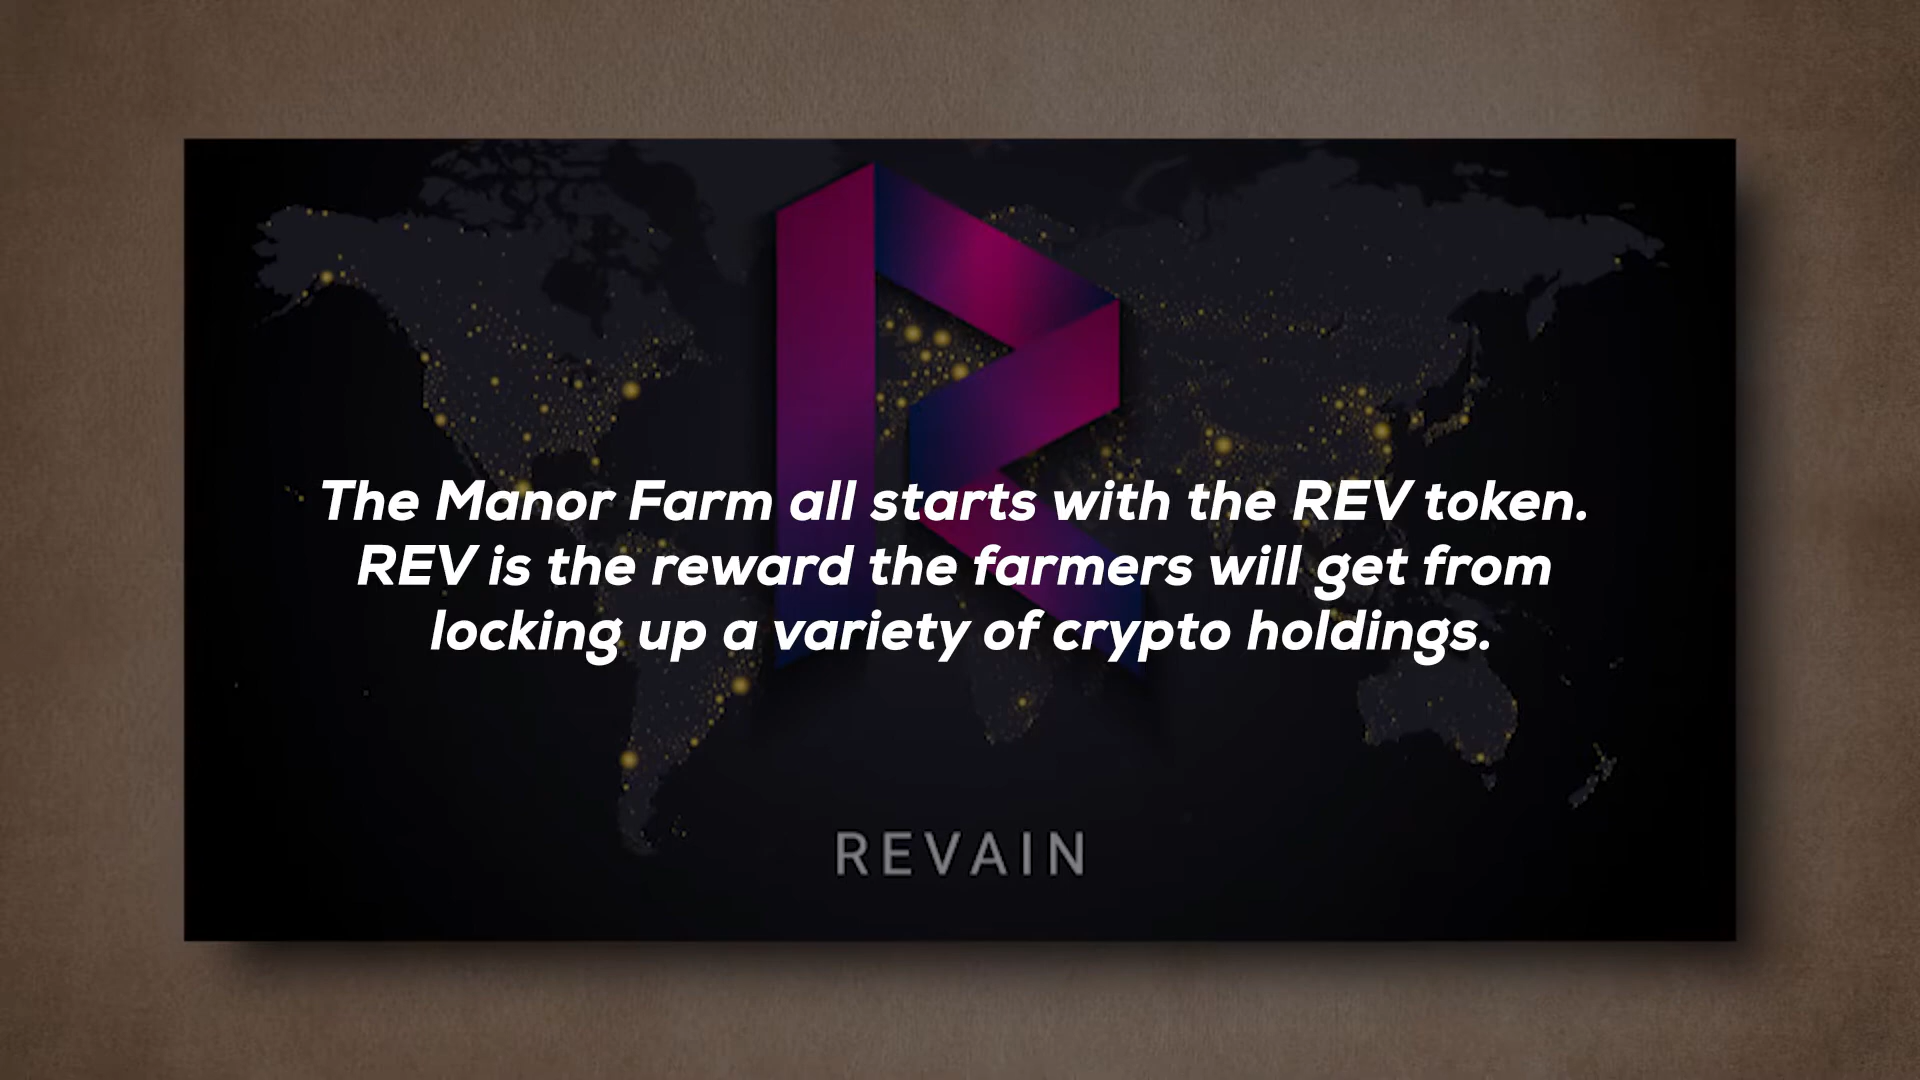 The Manor Farm all starts with the REV token.
REV is the reward the farmers will get from
locking up a variety of crypto holdings.
REVAIN